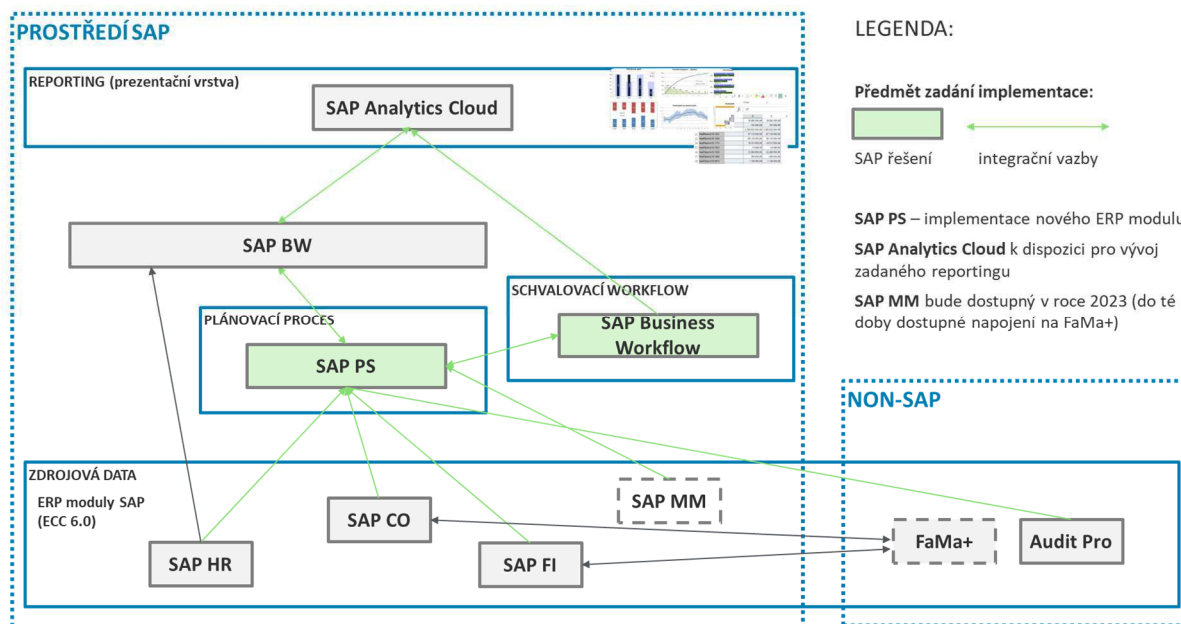 PROSTŘEDÍ SAP
REPORTING (prezentační vrstva)
SAP Analytics Cloud
SAP BW
SCHVALOVACÍ WORKFLOW
SAP Business
Workflow
PLÁNOVACÍ PROCES
SAP PS
ZDROJOVÁ DATA
ERP moduly SAP
(ECC 6.0)
SAP HR
SAP CO
SAP FI
SAP MM
NON-SAP
FaMa+
Audit Pro
LEGENDA:
Předmět zadání implementace:
SAP řešení
integrační vazby
SAP PS – implementace nového ERP modulu
SAP Analytics Cloud k dispozici pro vývoj
zadaného reportingu
SAP MM bude dostupný v roce 2023 (do té
doby dostupné napojení na FaMa+)